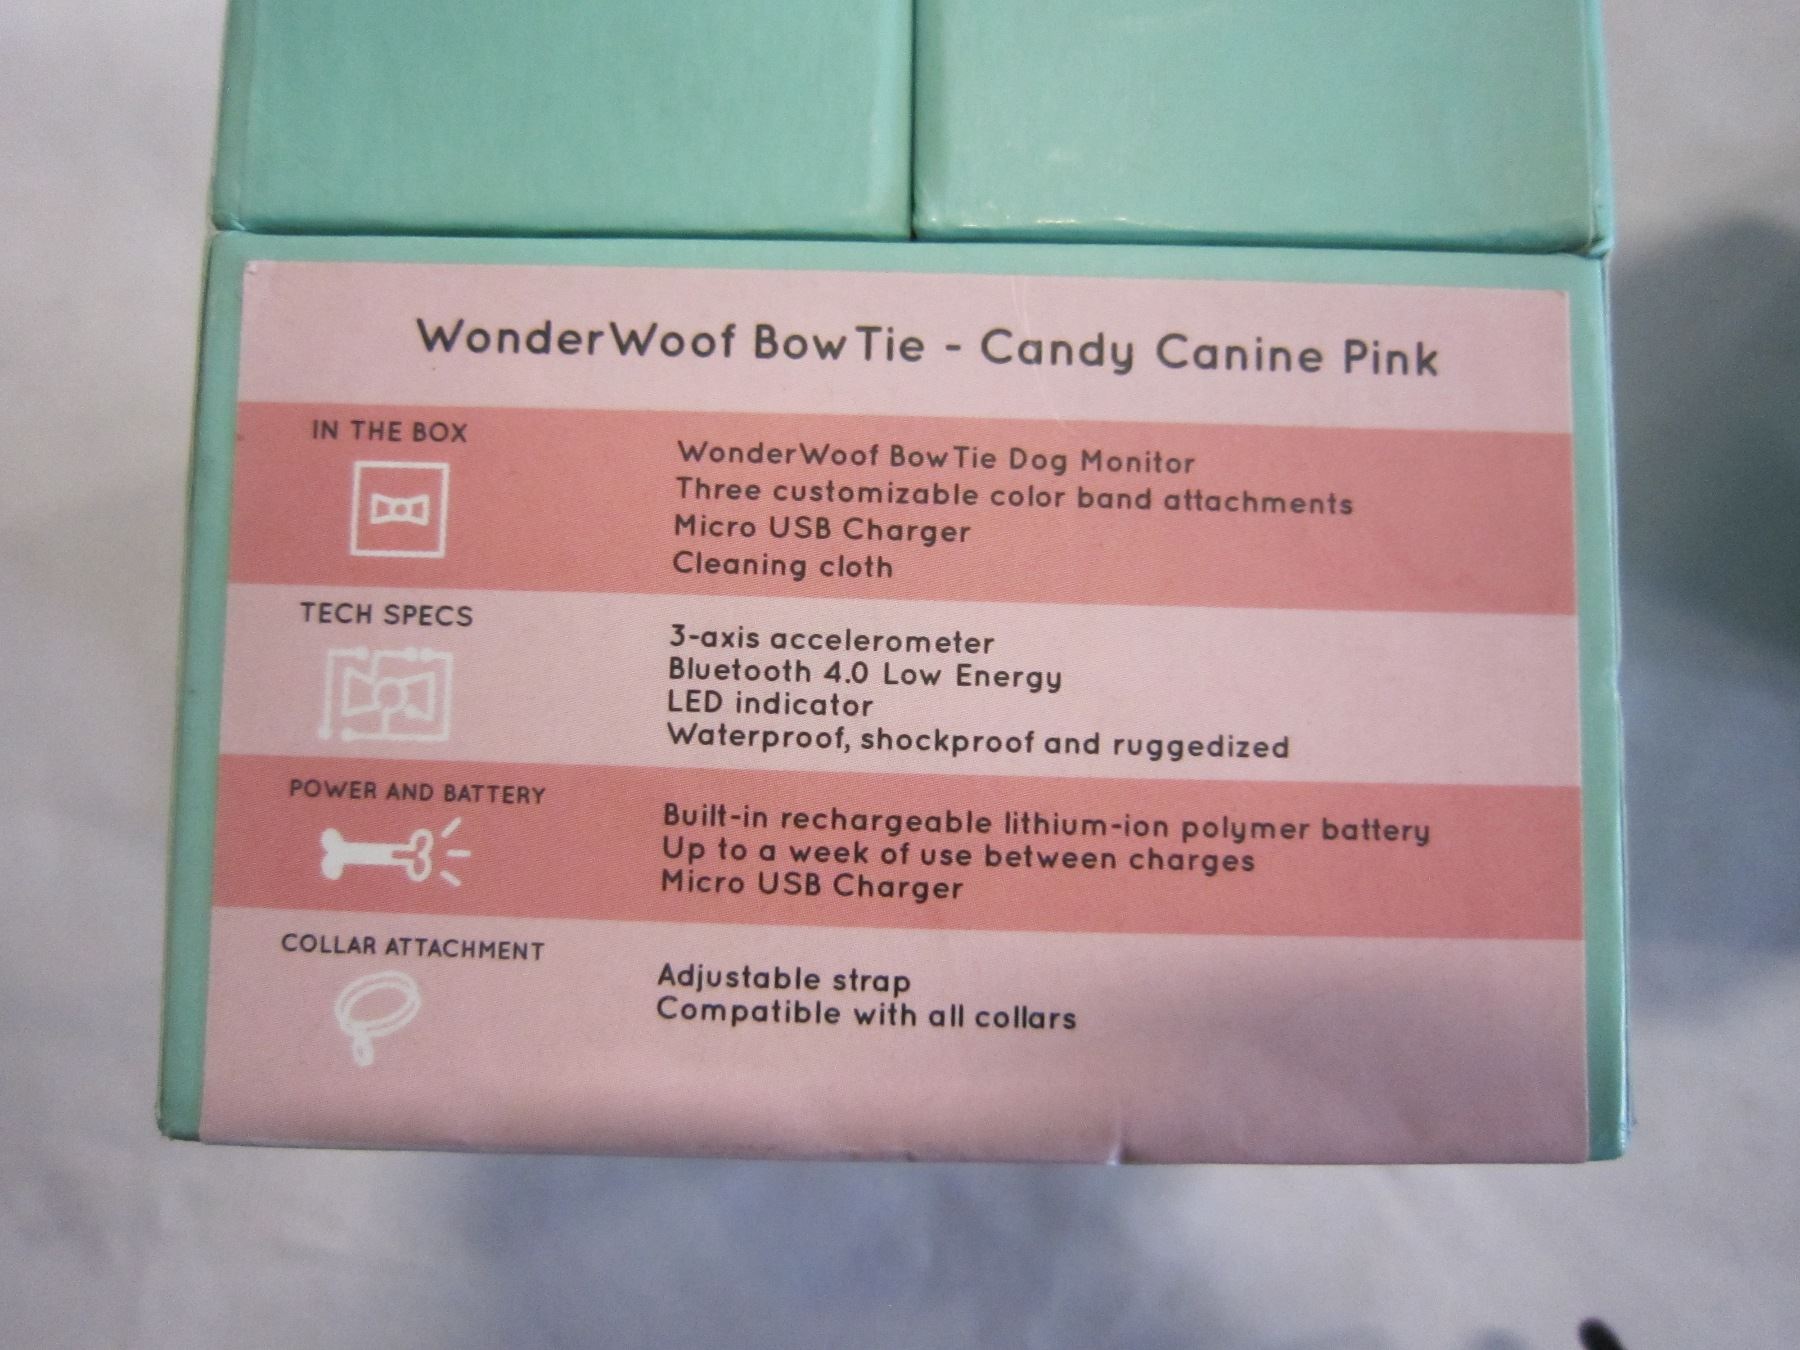 WonderWoof BowTie - Candy Canine Pink
IN THE BOX
WonderWoof BowTie Dog Monitor
Three customizable color band attachments
Micro USB Charger
Cleaning cloth
TECH SPECS
3-axis accelerometer
Bluetooth 4.0 Low Energy
LED indicator
Waterproof, shockproof and ruggedized
POWER AND BATTERY
Built-in rechargeable lithium-ion polymer battery
Up to a week of use between charges
Micro USB Charger
COLLAR ATTACHMENT
Adjustable strap
Compatible with all collars